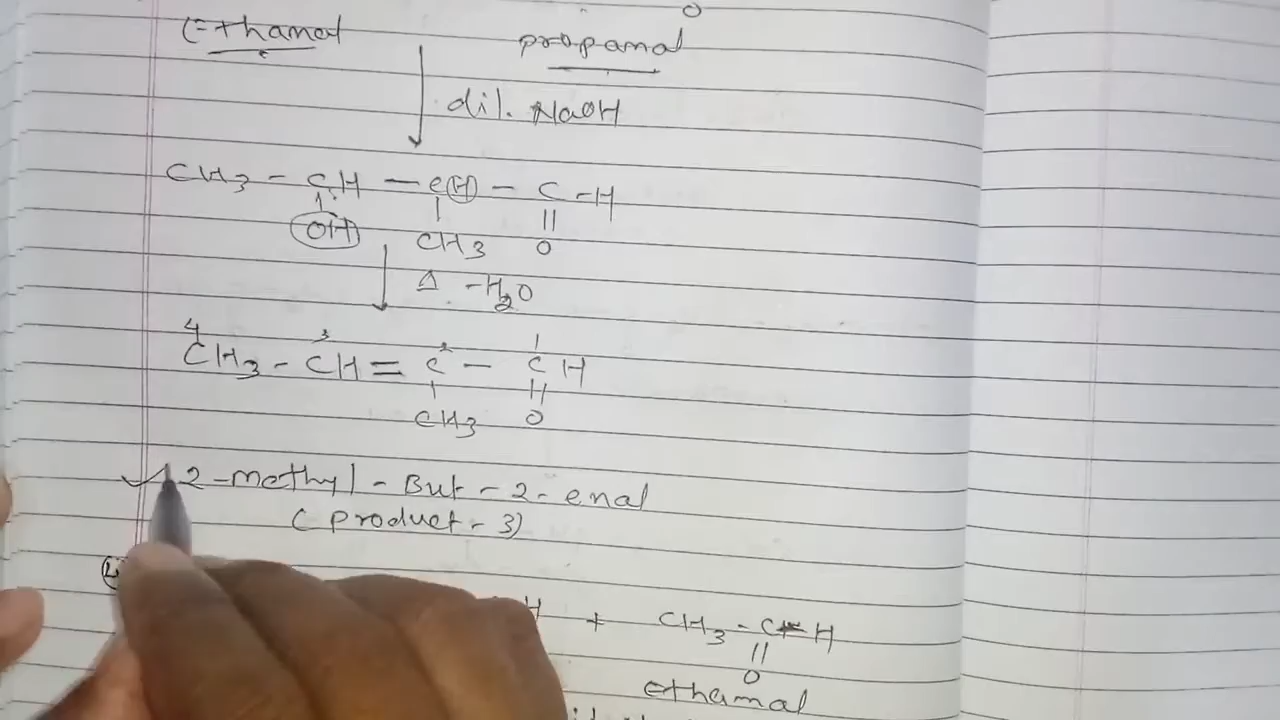 O
Ethanal propanal
dil. NaOH
CH3 - CH - CH - C - H
OH CH3 O
Δ -H2O
4 3 2 1
CH3 - CH = C - CH
CH3 O
2-methyl - But - 2 - enal
(product - 3)
H + CH3 - C - H
O
ethanal